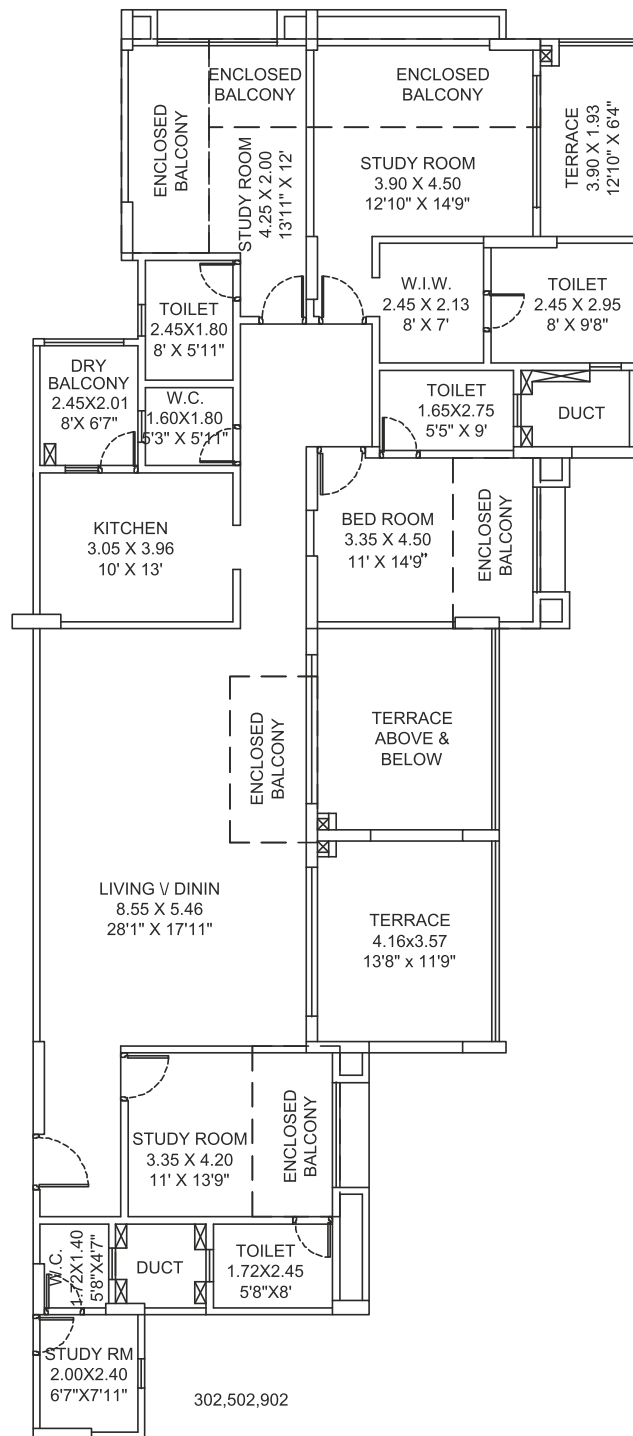 ENCLOSED
BALCONY
ENCLOSED
BALCONY
STUDY ROOM
4.25 X 2.00
13'11" X 12'
ENCLOSED
BALCONY
STUDY ROOM
3.90 X 4.50
12'10" X 14'9"
TERRACE
3.90 X 1.93
12'10" X 6'4"
TOILET
2.45X1.80
8' X 5'11"
W.I.W.
2.45 X 2.13
8' X 7'
TOILET
2.45 X 2.95
8' X 9'8"
DRY
BALCONY
2.45X2.01
8'X 6'7"
W.C.
1.60X1.80
5'3" X 5'11"
TOILET
1.65X2.75
5'5" X 9'
DUCT
KITCHEN
3.05 X 3.96
10' X 13'
BED ROOM
3.35 X 4.50
11' X 14'9"
ENCLOSED
BALCONY
ENCLOSED
BALCONY
TERRACE
ABOVE &
BELOW
LIVING \/ DININ
8.55 X 5.46
28'1" X 17'11"
TERRACE
4.16x3.57
13'8" x 11'9"
STUDY ROOM
3.35 X 4.20
11' X 13'9"
ENCLOSED
BALCONY
W.C.
1.72X1.40
5'8"X4'7"
DUCT
TOILET
1.72X2.45
5'8"X8'
STUDY RM
2.00X2.40
6'7"X7'11"
302,502,902